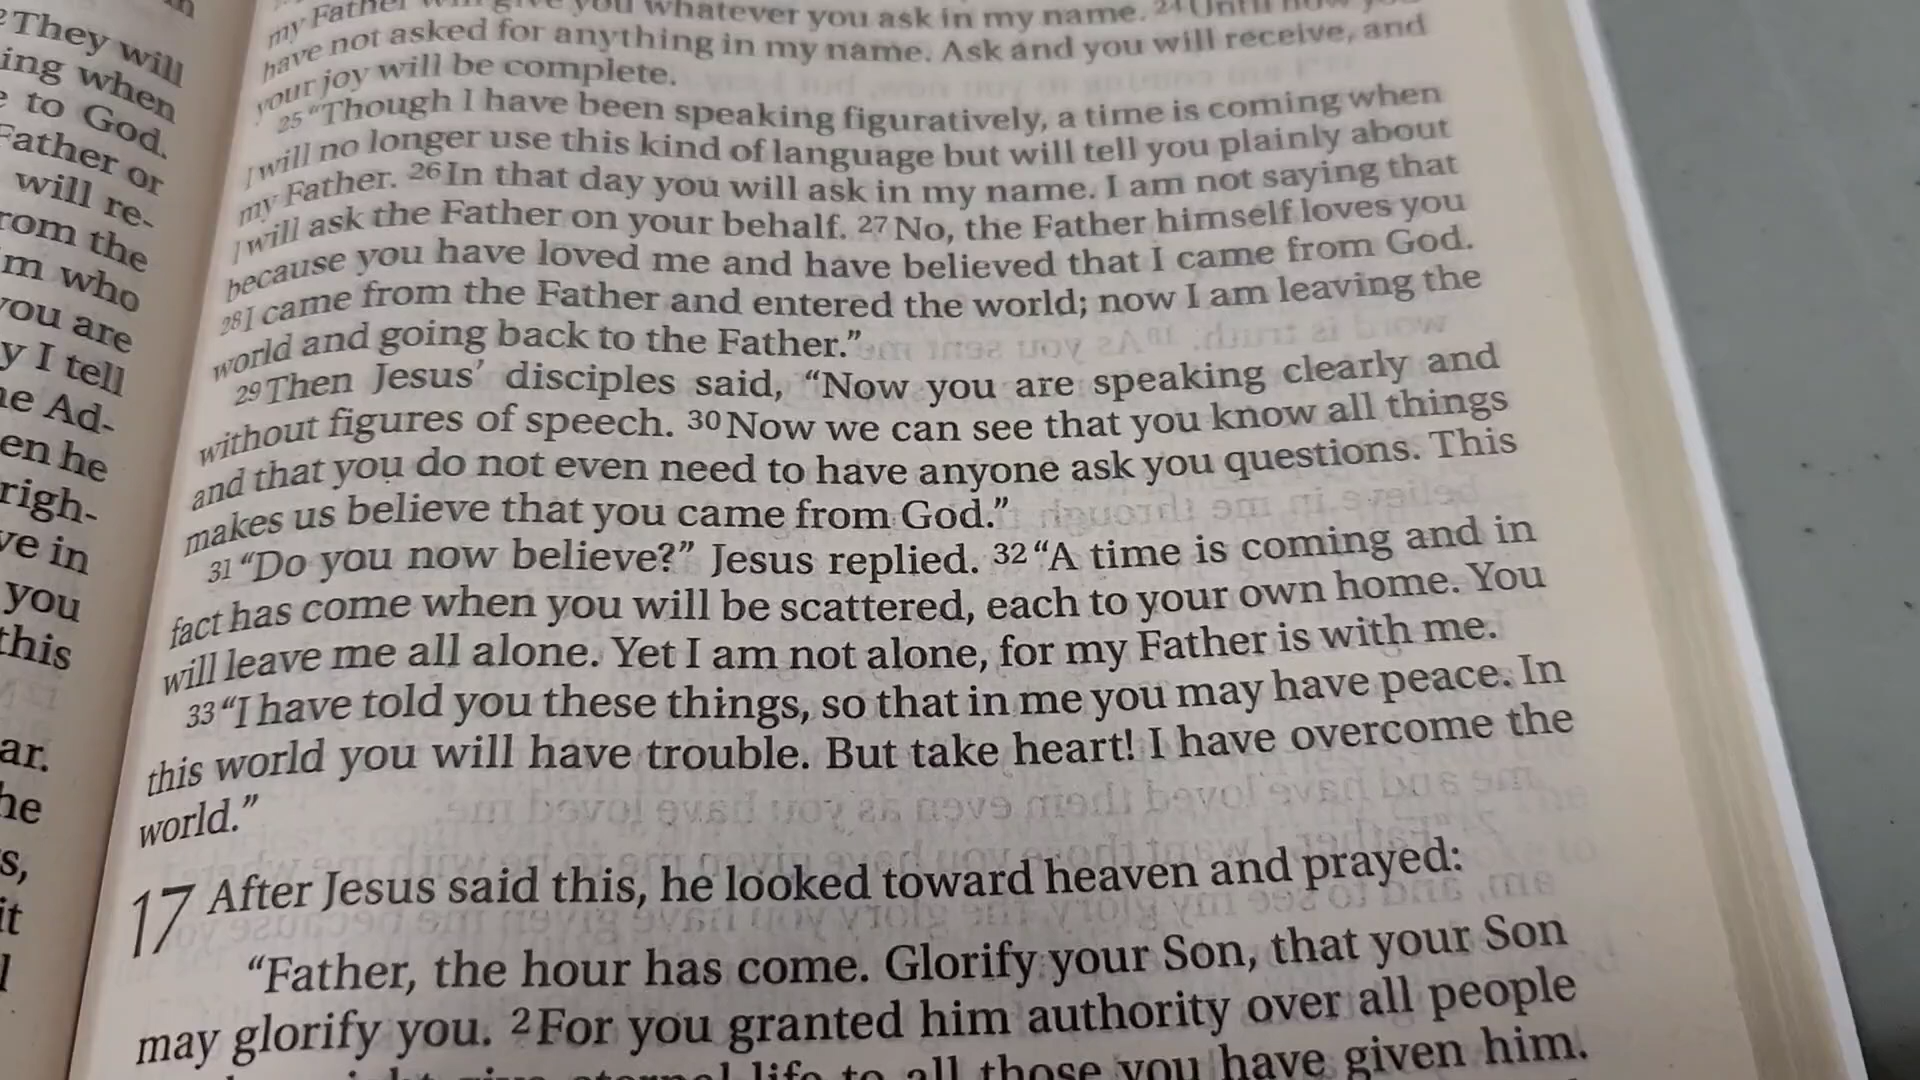 They will
ing when
to God.
Father or
will re-
rom the
m who
you are
y I tell
he Ad-
en he
righ-
ve in
you
this
ar.
he
s,
it
my Father will give you whatever you ask in my name. 24 Until now you
have not asked for anything in my name. Ask and you will receive, and
your joy will be complete.
25 “Though I have been speaking figuratively, a time is coming when
I will no longer use this kind of language but will tell you plainly about
my Father. 26 In that day you will ask in my name. I am not saying that
I will ask the Father on your behalf. 27 No, the Father himself loves you
because you have loved me and have believed that I came from God.
28 I came from the Father and entered the world; now I am leaving the
world and going back to the Father.”
29 Then Jesus’ disciples said, “Now you are speaking clearly and
without figures of speech. 30 Now we can see that you know all things
and that you do not even need to have anyone ask you questions. This
makes us believe that you came from God.”
31 “Do you now believe?” Jesus replied. 32 “A time is coming and in
fact has come when you will be scattered, each to your own home. You
will leave me all alone. Yet I am not alone, for my Father is with me.
33 “I have told you these things, so that in me you may have peace. In
this world you will have trouble. But take heart! I have overcome the
world.”
17 After Jesus said this, he looked toward heaven and prayed:
“Father, the hour has come. Glorify your Son, that your Son
may glorify you. 2 For you granted him authority over all people
eternal life to all those you have given him.